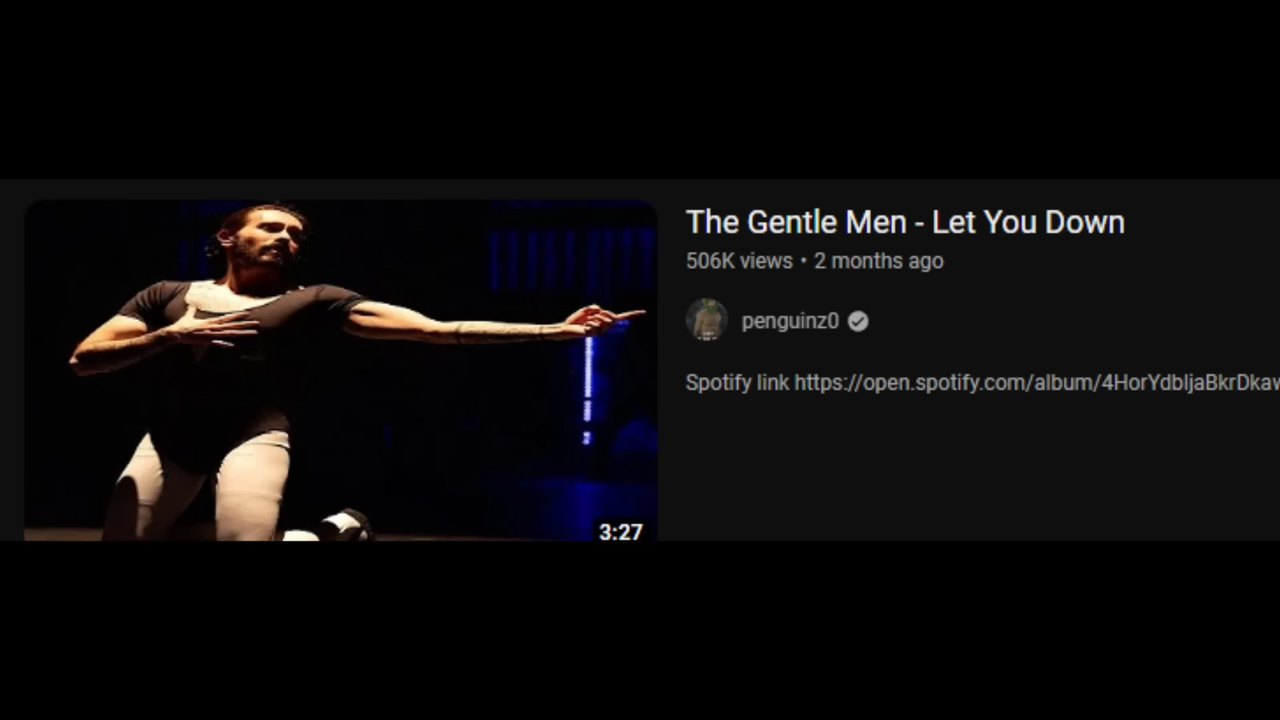 The Gentle Men - Let You Down
506K views • 2 months ago
penguinz0
Spotify link https://open.spotify.com/album/4HorYdbljaBkrDkav
3:27